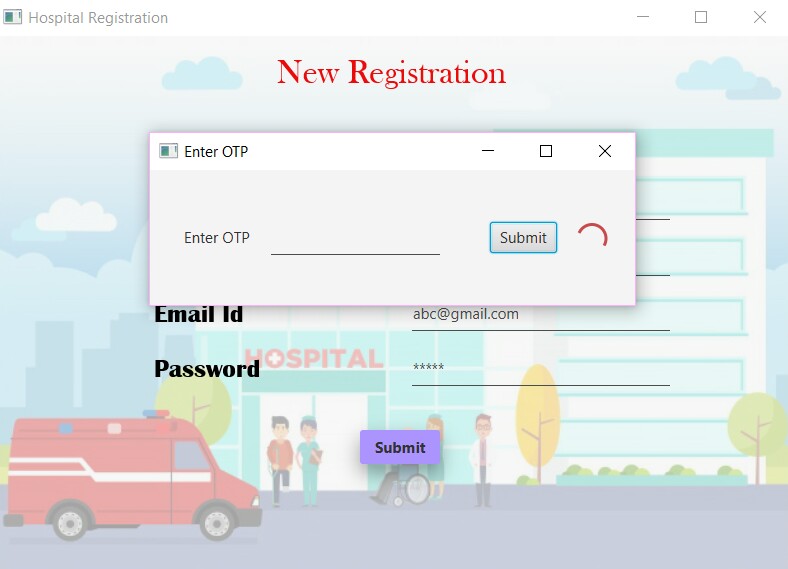 Hospital Registration
New Registration
Enter OTP
Enter OTP
Submit
Email Id
abc@gmail.com
HOSPITAL
Password
*****
Submit